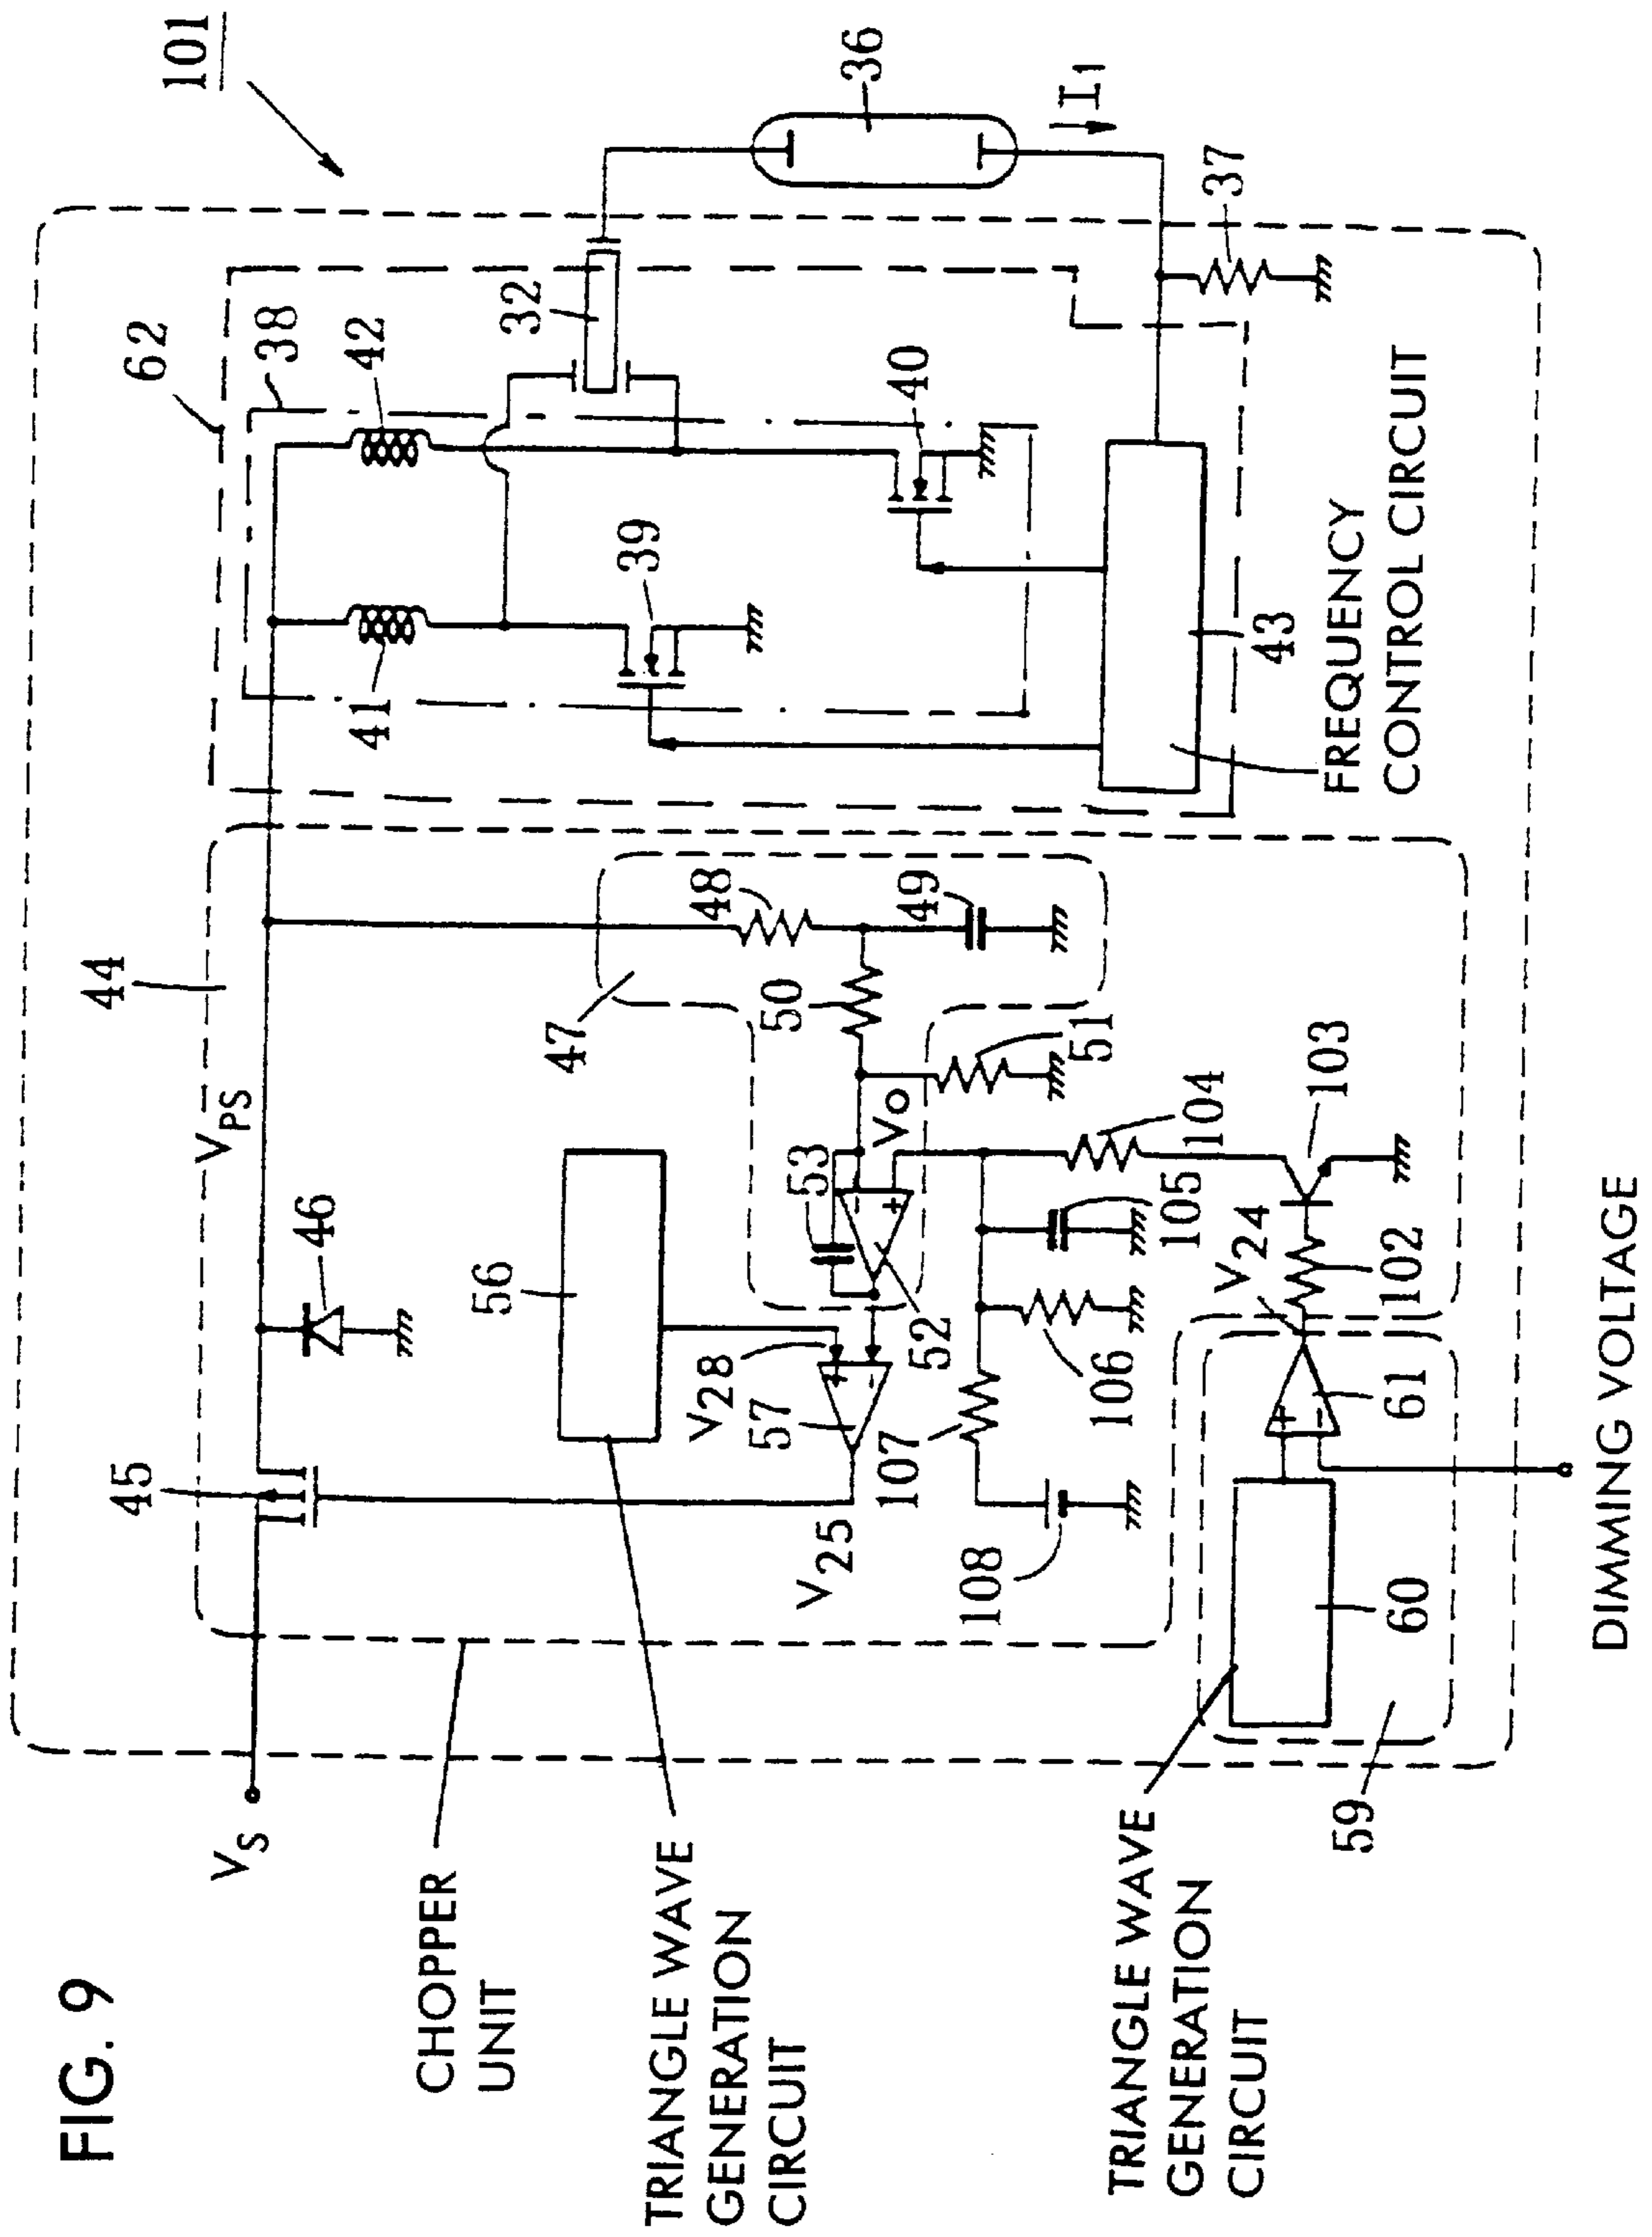 FIG. 9
101
62
38
42
41
32
36
I1
37
39
40
43
FREQUENCY
CONTROL CIRCUIT
44
VPS
VS
45
46
47
48
49
50
51
VO
53
52
56
V28
57
V25
107
108
106
105
104
103
V24
102
61
60
59
DIMMING VOLTAGE
CHOPPER
UNIT
TRIANGLE WAVE
GENERATION
CIRCUIT
TRIANGLE WAVE
GENERATION
CIRCUIT
+
-
+
-
+
-